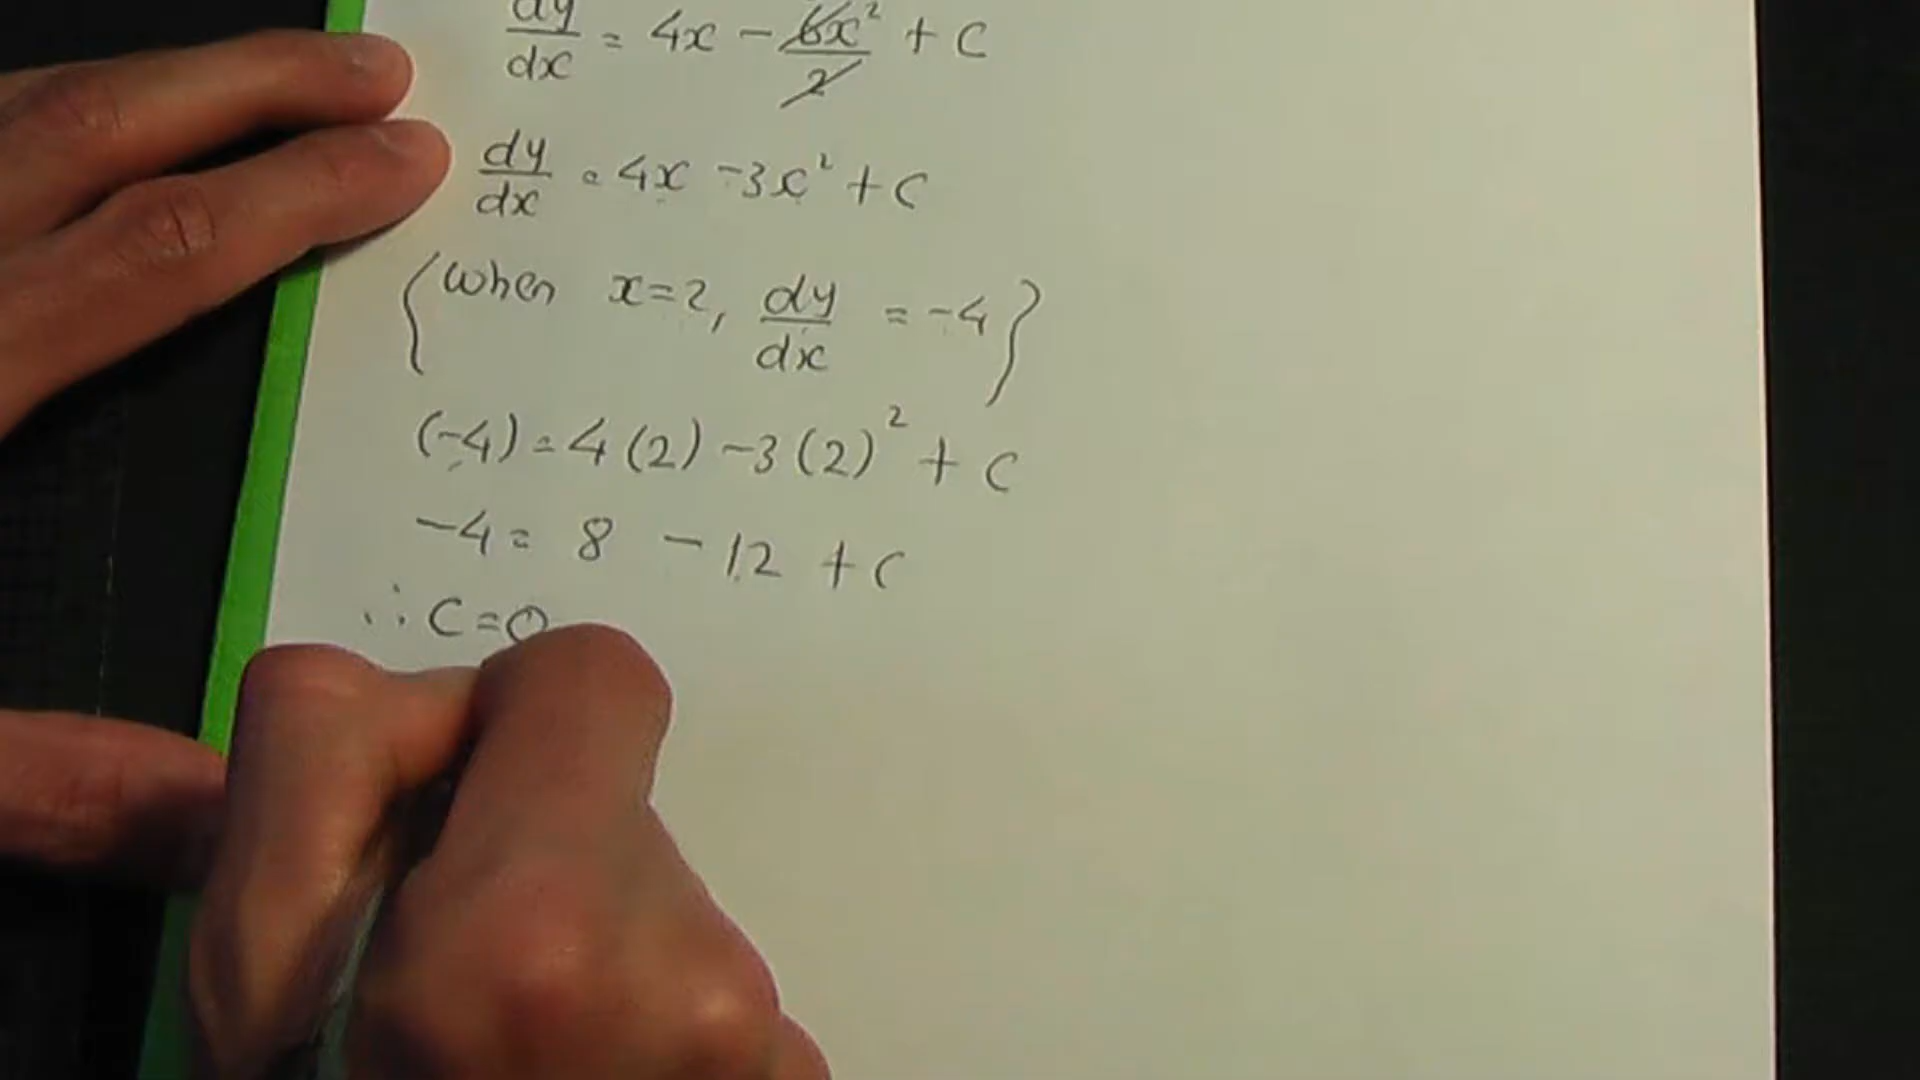 dy/dx = 4x - 6x²/2 + C
dy/dx = 4x -3x² + C
{When x=2, dy/dx = -4}
(-4) = 4(2) -3(2)² + C
-4 = 8 - 12 + C
∴ C=0